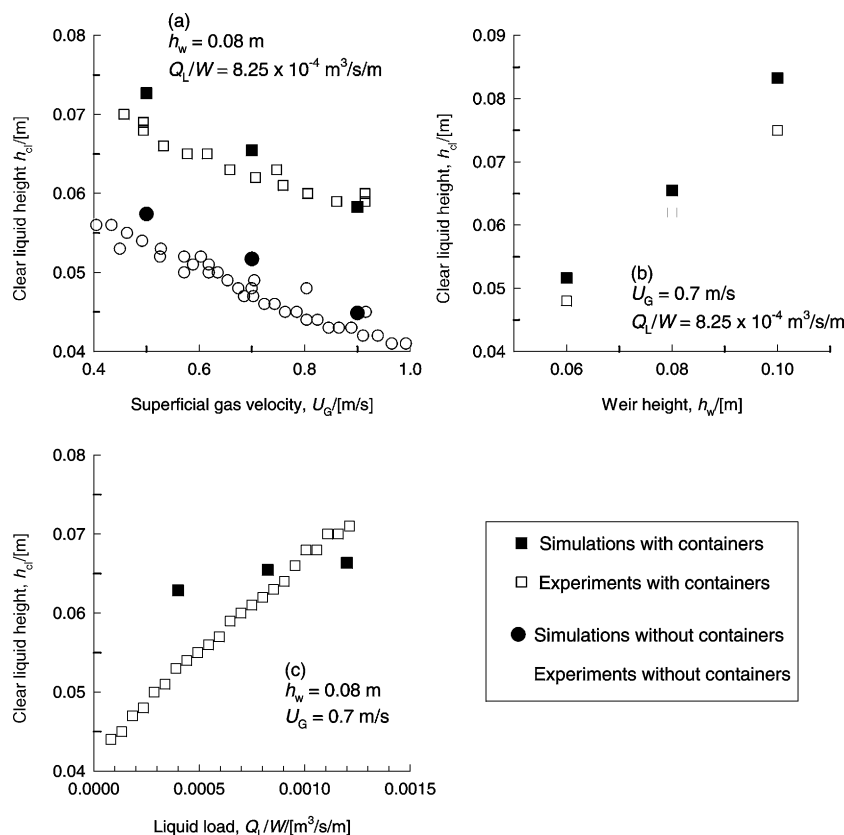 (a)
h_w = 0.08 m
Q_L/W = 8.25 x 10^-4 m^3/s/m
Clear liquid height h_cl/[m]
0.08
0.07
0.06
0.05
0.04
0.4 0.6 0.8 1.0
Superficial gas velocity, U_G/[m/s]
Clear liquid height, h_cl/[m]
0.09
0.08
0.07
0.06
0.05
0.04
(b)
U_G = 0.7 m/s
Q_L/W = 8.25 x 10^-4 m^3/s/m
0.06 0.08 0.10
Weir height, h_w/[m]
Clear liquid height, h_cl/[m]
0.08
0.07
0.06
0.05
0.04
(c)
h_w = 0.08 m
U_G = 0.7 m/s
0.0000 0.0005 0.0010 0.0015
Liquid load, Q_L/W/[m^3/s/m]
Simulations with containers
Experiments with containers
Simulations without containers
Experiments without containers